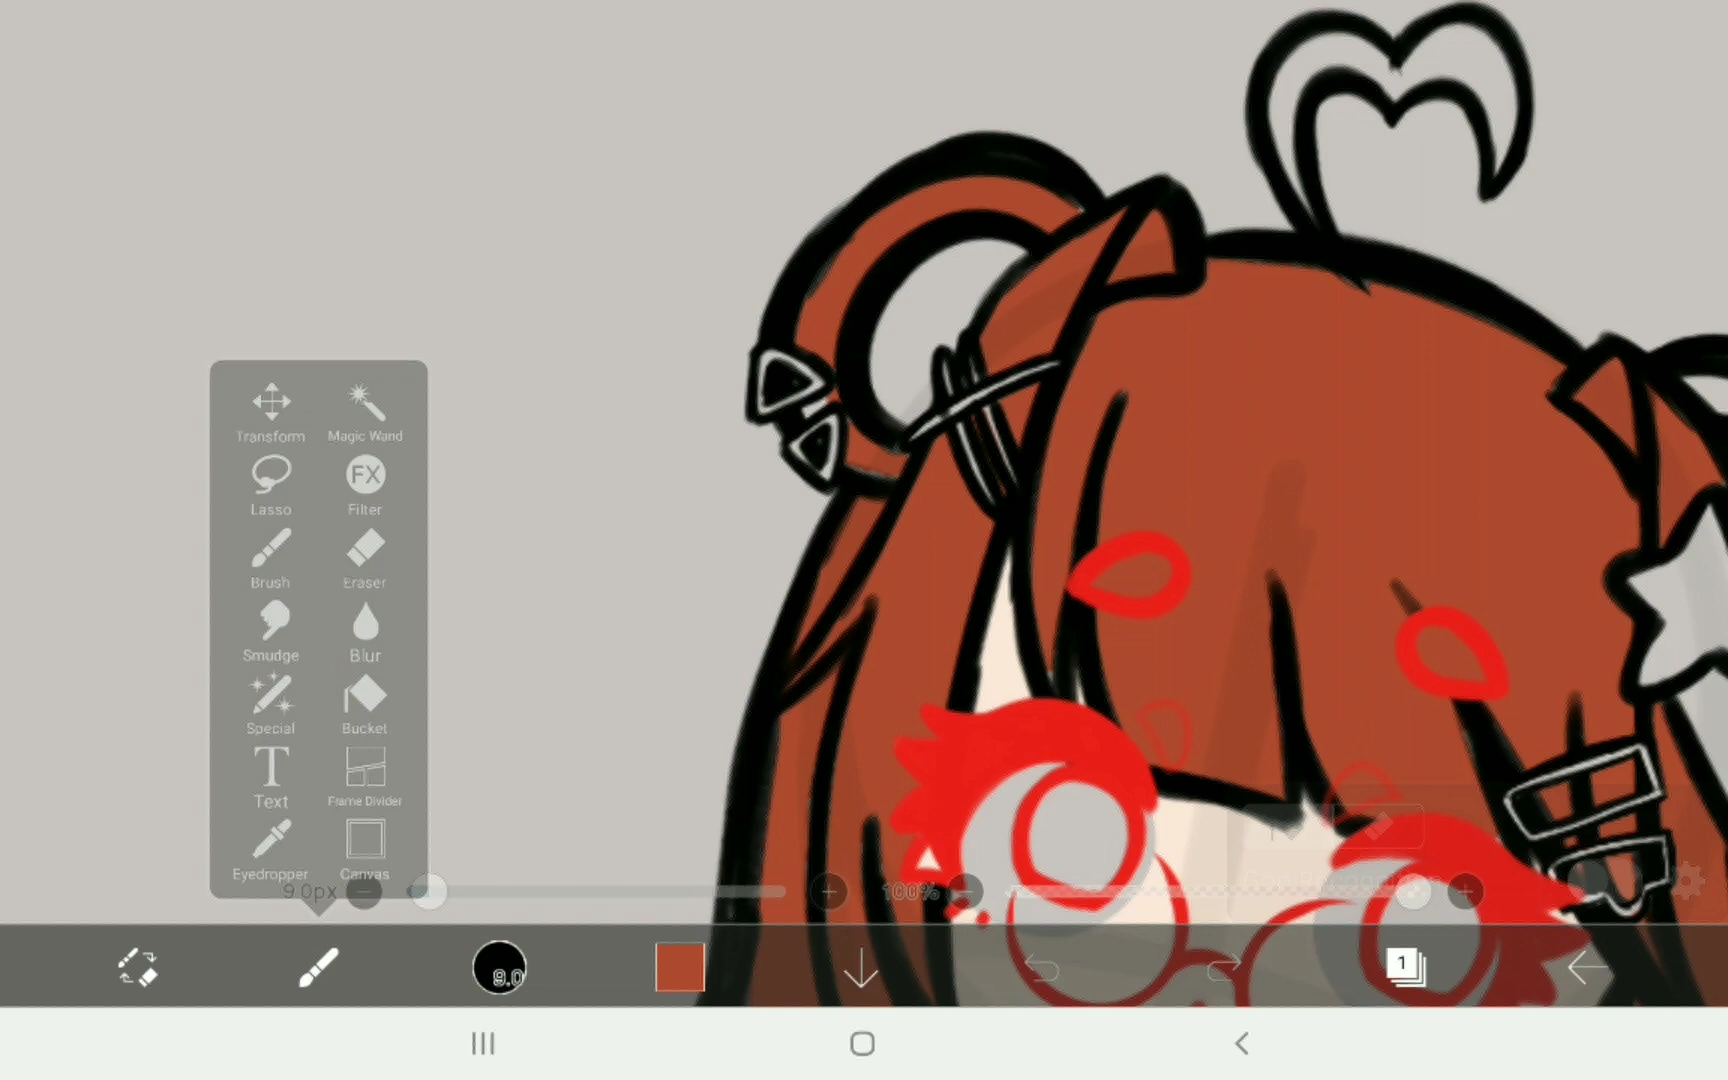 Transform Magic Wand
Lasso FX Filter
Brush Eraser
Smudge Blur
Special Bucket
T Text Frame Divider
Eyedropper Canvas
9.0px 100%
9.0 1